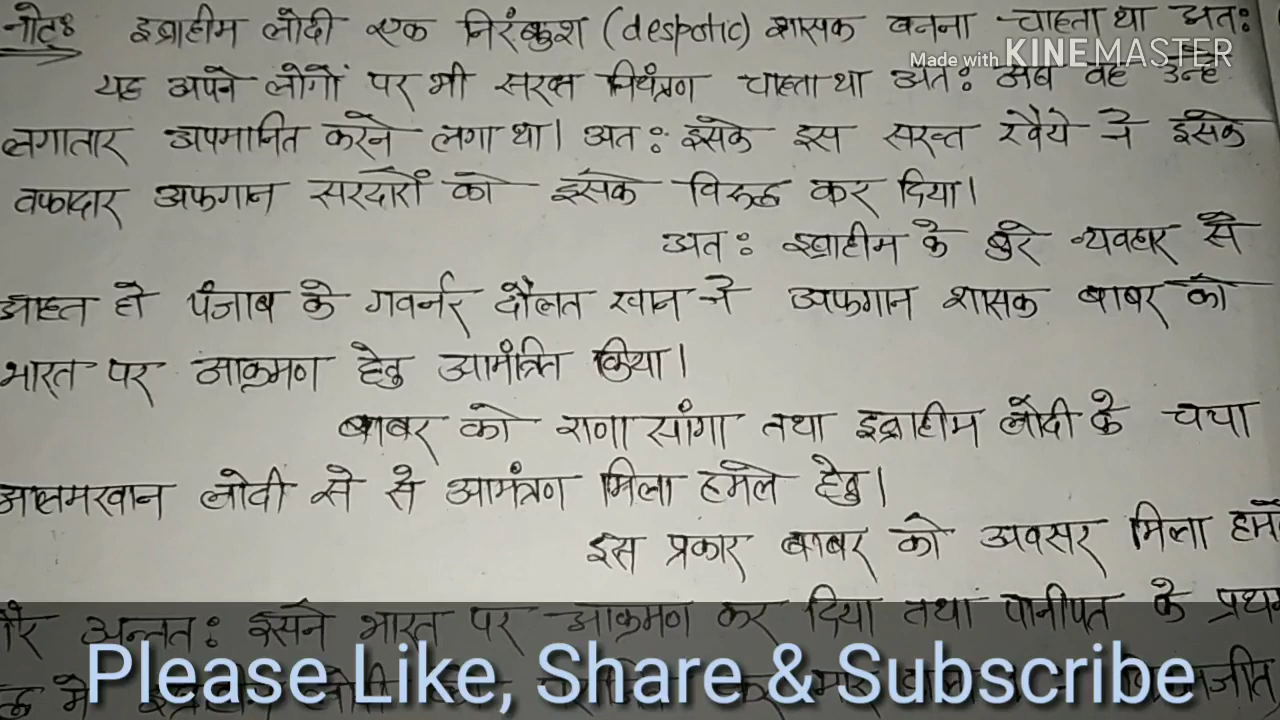 नोट: इब्राहीम लोदी एक निरंकुश (despotic) शासक बनना चाहता था अत:
Made with KINEMASTER
यह अपने लोगों पर भी सख्त नियंत्रण चाहता था अत: अब वह उन्हे
लगातार अपमानित करने लगा था। अत: इसके इस सख्त रवैये ने इसके
वफादार अफगान सरदारों को इसके विरुद्ध कर दिया।
अत: इब्राहीम के बुरे व्यवहार से
आहत हो पंजाब के गवर्नर दौलत खान ने अफगान शासक बाबर को
भारत पर आक्रमण हेतु आमंत्रित किया।
बाबर को राणा सांगा तथा इब्राहीम लोदी के चचा
आलमखान लोदी से से आमंत्रण मिला हमले हेतु।
इस प्रकार बाबर को अवसर मिला
अन्तत: इसने भारत पर आक्रमण कर दिया तथा पानीपत के प्रथम
Please Like, Share & Subscribe